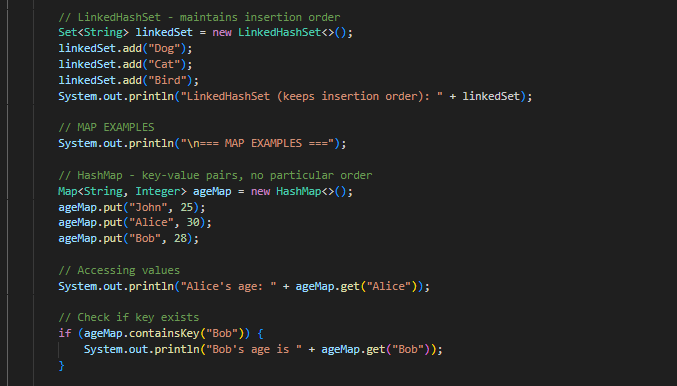 // LinkedHashSet - maintains insertion order
Set<String> linkedSet = new LinkedHashSet<>();
linkedSet.add("Dog");
linkedSet.add("Cat");
linkedSet.add("Bird");
System.out.println("LinkedHashSet (keeps insertion order): " + linkedSet);
// MAP EXAMPLES
System.out.println("\n=== MAP EXAMPLES ===");
// HashMap - key-value pairs, no particular order
Map<String, Integer> ageMap = new HashMap<>();
ageMap.put("John", 25);
ageMap.put("Alice", 30);
ageMap.put("Bob", 28);
// Accessing values
System.out.println("Alice's age: " + ageMap.get("Alice"));
// Check if key exists
if (ageMap.containsKey("Bob")) {
System.out.println("Bob's age is " + ageMap.get("Bob"));
}